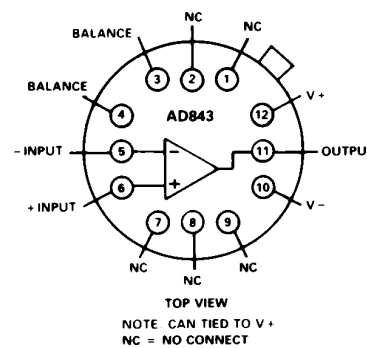 NC
BALANCE
NC
3
2
1
BALANCE
4
AD843
12
V+
- INPUT
5
-
11
OUTPU
+ INPUT
6
+
10
V-
7
8
9
NC
NC
NC
TOP VIEW
NOTE. CAN TIED TO V +
NC = NO CONNECT